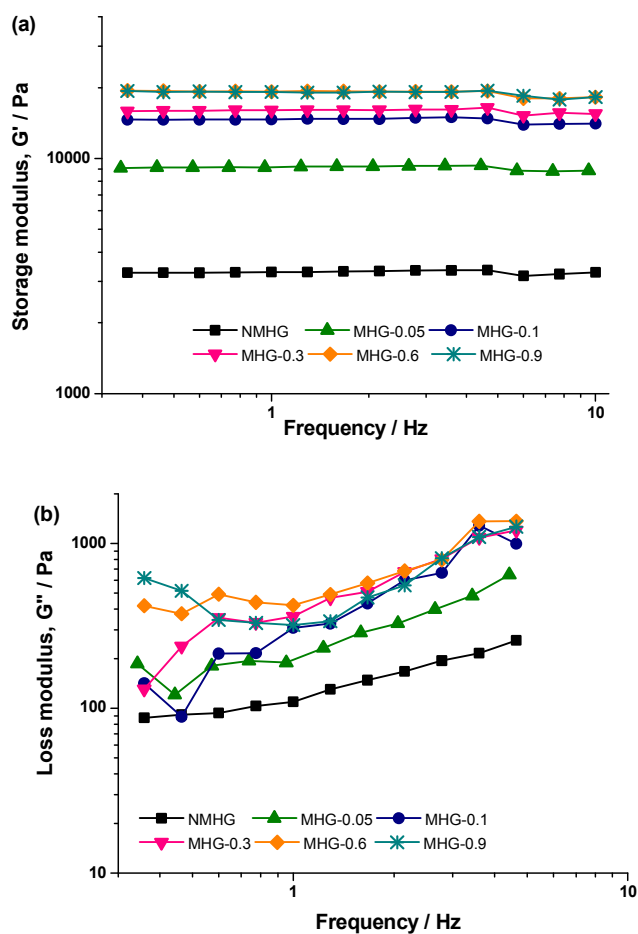 (a)
Storage modulus, G' / Pa
10000
1000
NMHG MHG-0.05 MHG-0.1
MHG-0.3 MHG-0.6 MHG-0.9
1 10
Frequency / Hz
(b)
Loss modulus, G" / Pa
1000
100
10
NMHG MHG-0.05 MHG-0.1
MHG-0.3 MHG-0.6 MHG-0.9
1 10
Frequency / Hz